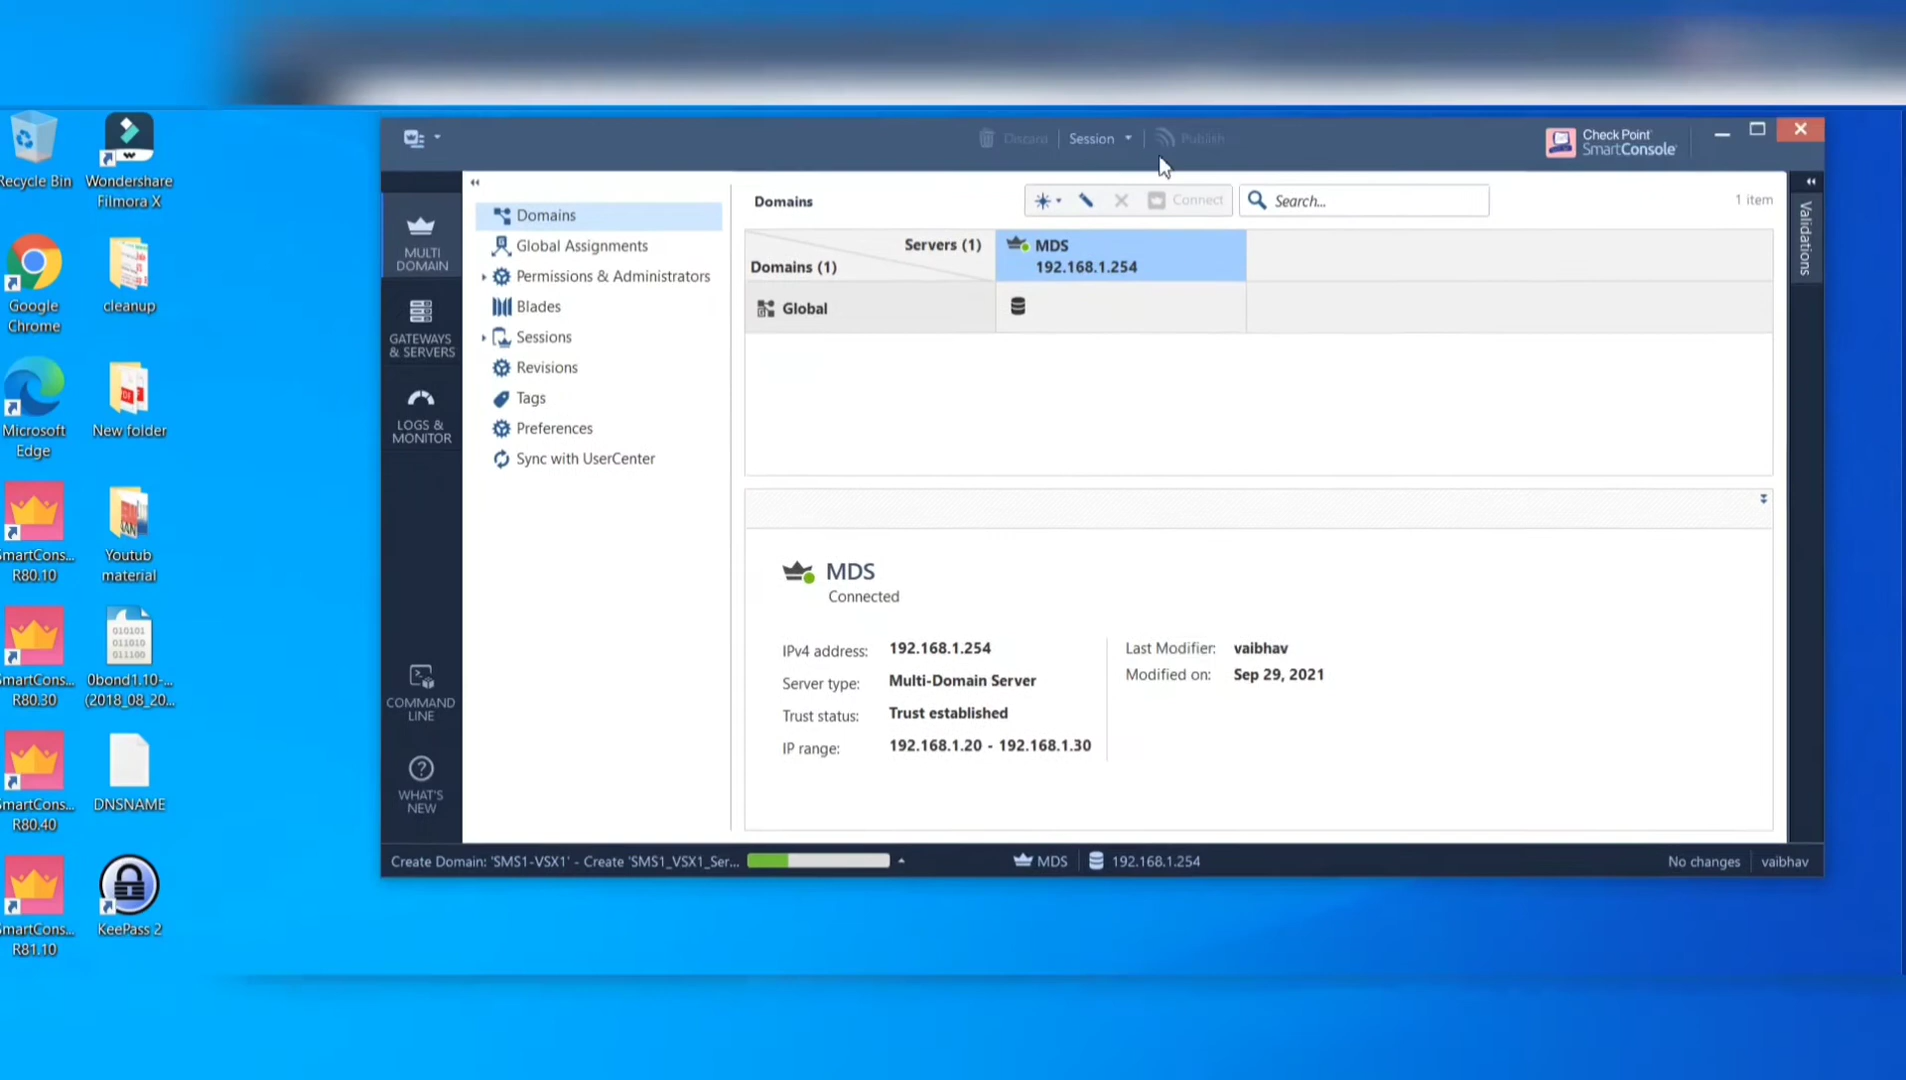 Recycle Bin
Wondershare
Filmora X
Google
Chrome
cleanup
Microsoft
Edge
New folder
SmartCons...
R80.10
Youtub
material
SmartCons...
R80.30
010101
011010
011100
0bond1.10-...
(2018_08_20...
SmartCons...
R80.40
DNSNAME
SmartCons...
R81.10
KeePass 2
Discard
Session
Publish
Check Point
SmartConsole
MULTI
DOMAIN
GATEWAYS
& SERVERS
LOGS &
MONITOR
COMMAND
LINE
WHAT'S
NEW
Domains
Global Assignments
Permissions & Administrators
Blades
Sessions
Revisions
Tags
Preferences
Sync with UserCenter
Domains
Connect
Search...
1 item
Validations
Servers (1)
Domains (1)
MDS
192.168.1.254
Global
MDS
Connected
IPv4 address: 192.168.1.254
Server type: Multi-Domain Server
Trust status: Trust established
IP range: 192.168.1.20 - 192.168.1.30
Last Modifier: vaibhav
Modified on: Sep 29, 2021
Create Domain: 'SMS1-VSX1' - Create 'SMS1_VSX1_Ser...
MDS
192.168.1.254
No changes
vaibhav